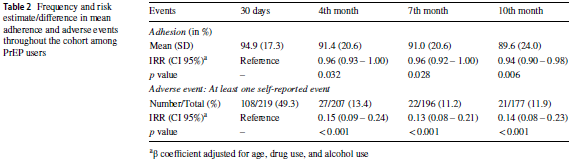 Table 2 Frequency and risk
estimate/difference in mean
adherence and adverse events
throughout the cohort among
PrEP users
Events 30 days 4th month 7th month 10th month
Adhesion (in %)
Mean (SD) 94.9 (17.3) 91.4 (20.6) 91.0 (20.6) 89.6 (24.0)
IRR (CI 95%)a Reference 0.96 (0.93 – 1.00) 0.96 (0.92 – 1.00) 0.94 (0.90 – 0.98)
p value – 0.032 0.028 0.006
Adverse event: At least one self-reported event
Number/Total (%) 108/219 (49.3) 27/207 (13.4) 22/196 (11.2) 21/177 (11.9)
IRR (CI 95%)a Reference 0.15 (0.09 – 0.24) 0.13 (0.08 – 0.21) 0.14 (0.08 – 0.23)
p value – <0.001 <0.001 <0.001
aβ coefficient adjusted for age, drug use, and alcohol use